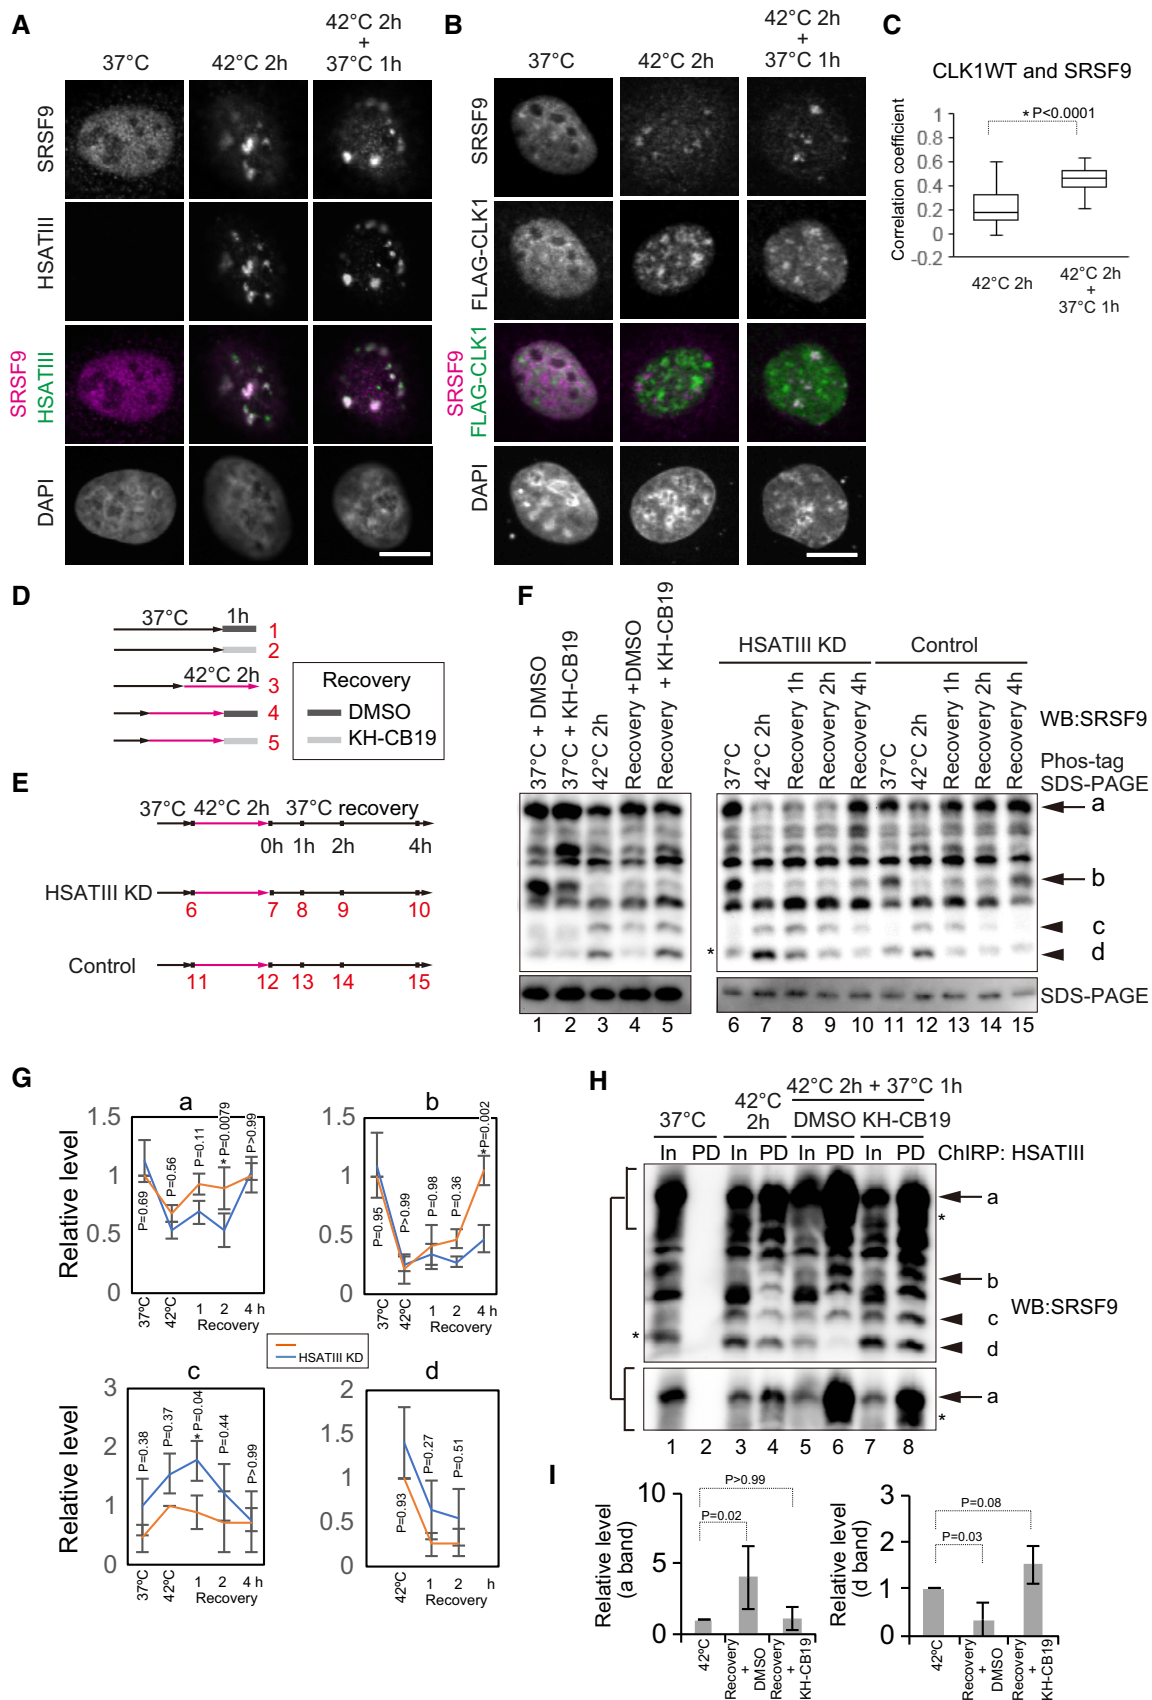 A
37°C
42°C 2h
42°C 2h
+
37°C 1h
SRSF9
HSATIII
SRSF9
HSATIII
DAPI
B
37°C
42°C 2h
42°C 2h
+
37°C 1h
SRSF9
FLAG-CLK1
SRSF9
FLAG-CLK1
DAPI
C
CLK1WT and SRSF9
Correlation coefficient
1
0.8
0.6
0.4
0.2
0
-0.2
* P<0.0001
42°C 2h
42°C 2h
+
37°C 1h
D
37°C
1h
1
2
42°C 2h
3
4
5
Recovery
DMSO
KH-CB19
E
37°C
42°C 2h
37°C recovery
0h
1h
2h
4h
HSATIII KD
6
7
8
9
10
Control
11
12
13
14
15
F
37°C + DMSO
37°C + KH-CB19
42°C 2h
Recovery +DMSO
Recovery + KH-CB19
HSATIII KD
Control
37°C
42°C 2h
Recovery 1h
Recovery 2h
Recovery 4h
37°C
42°C 2h
Recovery 1h
Recovery 2h
Recovery 4h
WB:SRSF9
Phos-tag
SDS-PAGE
a
b
c
d
*
SDS-PAGE
1 2 3 4 5
6 7 8 9 10 11 12 13 14 15
G
a
Relative level
1.5
1
0.5
0
P=0.69
P=0.56
P=0.11
* P=0.0079
P>0.99
37ºC
42ºC
1
2
4 h
Recovery
b
1.5
1
0.5
0
P=0.95
P>0.99
P=0.98
P=0.36
*P=0.002
37ºC
42ºC
1
2
4 h
Recovery
HSATIII KD
c
Relative level
3
2
1
0
P=0.38
P=0.37
* P=0.04
P=0.44
P>0.99
37ºC
42ºC
1
2
4 h
Recovery
d
2
1.5
1
0.5
0
P=0.93
P=0.27
P=0.51
42ºC
1
2
h
Recovery
H
37°C
42°C
2h
42°C 2h + 37°C 1h
DMSO
KH-CB19
In PD In PD In PD In PD
ChIRP: HSATIII
a
*
b
WB:SRSF9
c
*
d
a
*
1 2 3 4 5 6 7 8
I
Relative level
(a band)
10
5
0
P>0.99
P=0.02
42ºC
Recovery
+
DMSO
Recovery
+
KH-CB19
Relative level
(d band)
3
2
1
0
P=0.08
P=0.03
42ºC
Recovery
+
DMSO
Recovery
+
KH-CB19